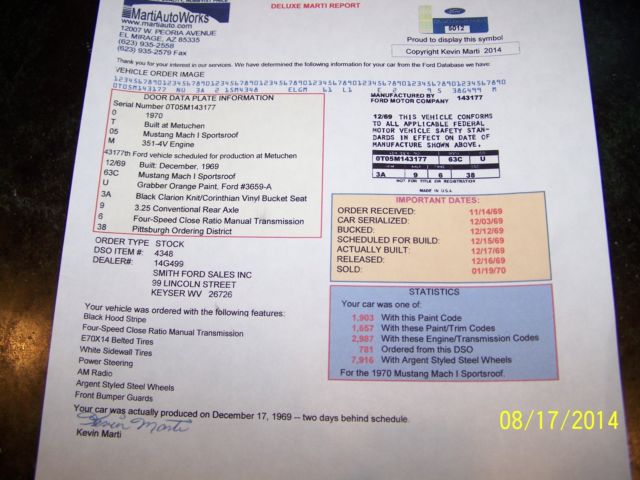 DELUXE MARTI REPORT
MartiAutoWorks
www.martiauto.com
12007 W. PEORIA AVENUE
EL MIRAGE, AZ 85335
(623) 935-2558
(623) 935-2579 Fax
Ford
5012
Proud to display this symbol
Copyright Kevin Marti 2014
Thank you for your interest in our services. We have determined the following information for your car from the Ford Database we have:
VEHICLE ORDER IMAGE
DOOR DATA PLATE INFORMATION
Serial Number 0T05M143177
0 1970
T Built at Metuchen
05 Mustang Mach I Sportsroof
M 351-4V Engine
43177th Ford vehicle scheduled for production at Metuchen
12/69 Built: December, 1969
63C Mustang Mach I Sportsroof
U Grabber Orange Paint, Ford #3659-A
3A Black Clarion Knit/Corinthian Vinyl Bucket Seat
9 3.25 Conventional Rear Axle
6 Four-Speed Close Ratio Manual Transmission
38 Pittsburgh Ordering District
MANUFACTURED BY
FORD MOTOR COMPANY 143177
12/69 THIS VEHICLE CONFORMS
TO ALL APPLICABLE FEDERAL
MOTOR VEHICLE SAFETY STAN-
DARDS IN EFFECT ON DATE OF
MANUFACTURE SHOWN ABOVE.
0T05M143177 63C U
3A 9 6 38
NOT FOR TITLE OR REGISTRATION
MADE IN U.S.A.
IMPORTANT DATES:
ORDER RECEIVED: 11/14/69
CAR SERIALIZED: 12/03/69
BUCKED: 12/12/69
SCHEDULED FOR BUILD: 12/15/69
ACTUALLY BUILT: 12/17/69
RELEASED: 12/16/69
SOLD: 01/19/70
ORDER TYPE STOCK
DSO ITEM #: 4348
DEALER#: 14G499
SMITH FORD SALES INC
99 LINCOLN STREET
KEYSER WV 26726
STATISTICS
Your car was one of:
1,903 With this Paint Code
1,657 With these Paint/Trim Codes
2,987 With these Engine/Transmission Codes
781 Ordered from this DSO
7,916 With Argent Styled Steel Wheels
For the 1970 Mustang Mach I Sportsroof.
Your vehicle was ordered with the following features:
Black Hood Stripe
Four-Speed Close Ratio Manual Transmission
E70X14 Belted Tires
White Sidewall Tires
Power Steering
AM Radio
Argent Styled Steel Wheels
Front Bumper Guards
Your car was actually produced on December 17, 1969 -- two days behind schedule.
Kevin Marti
Kevin Marti
08/17/2014